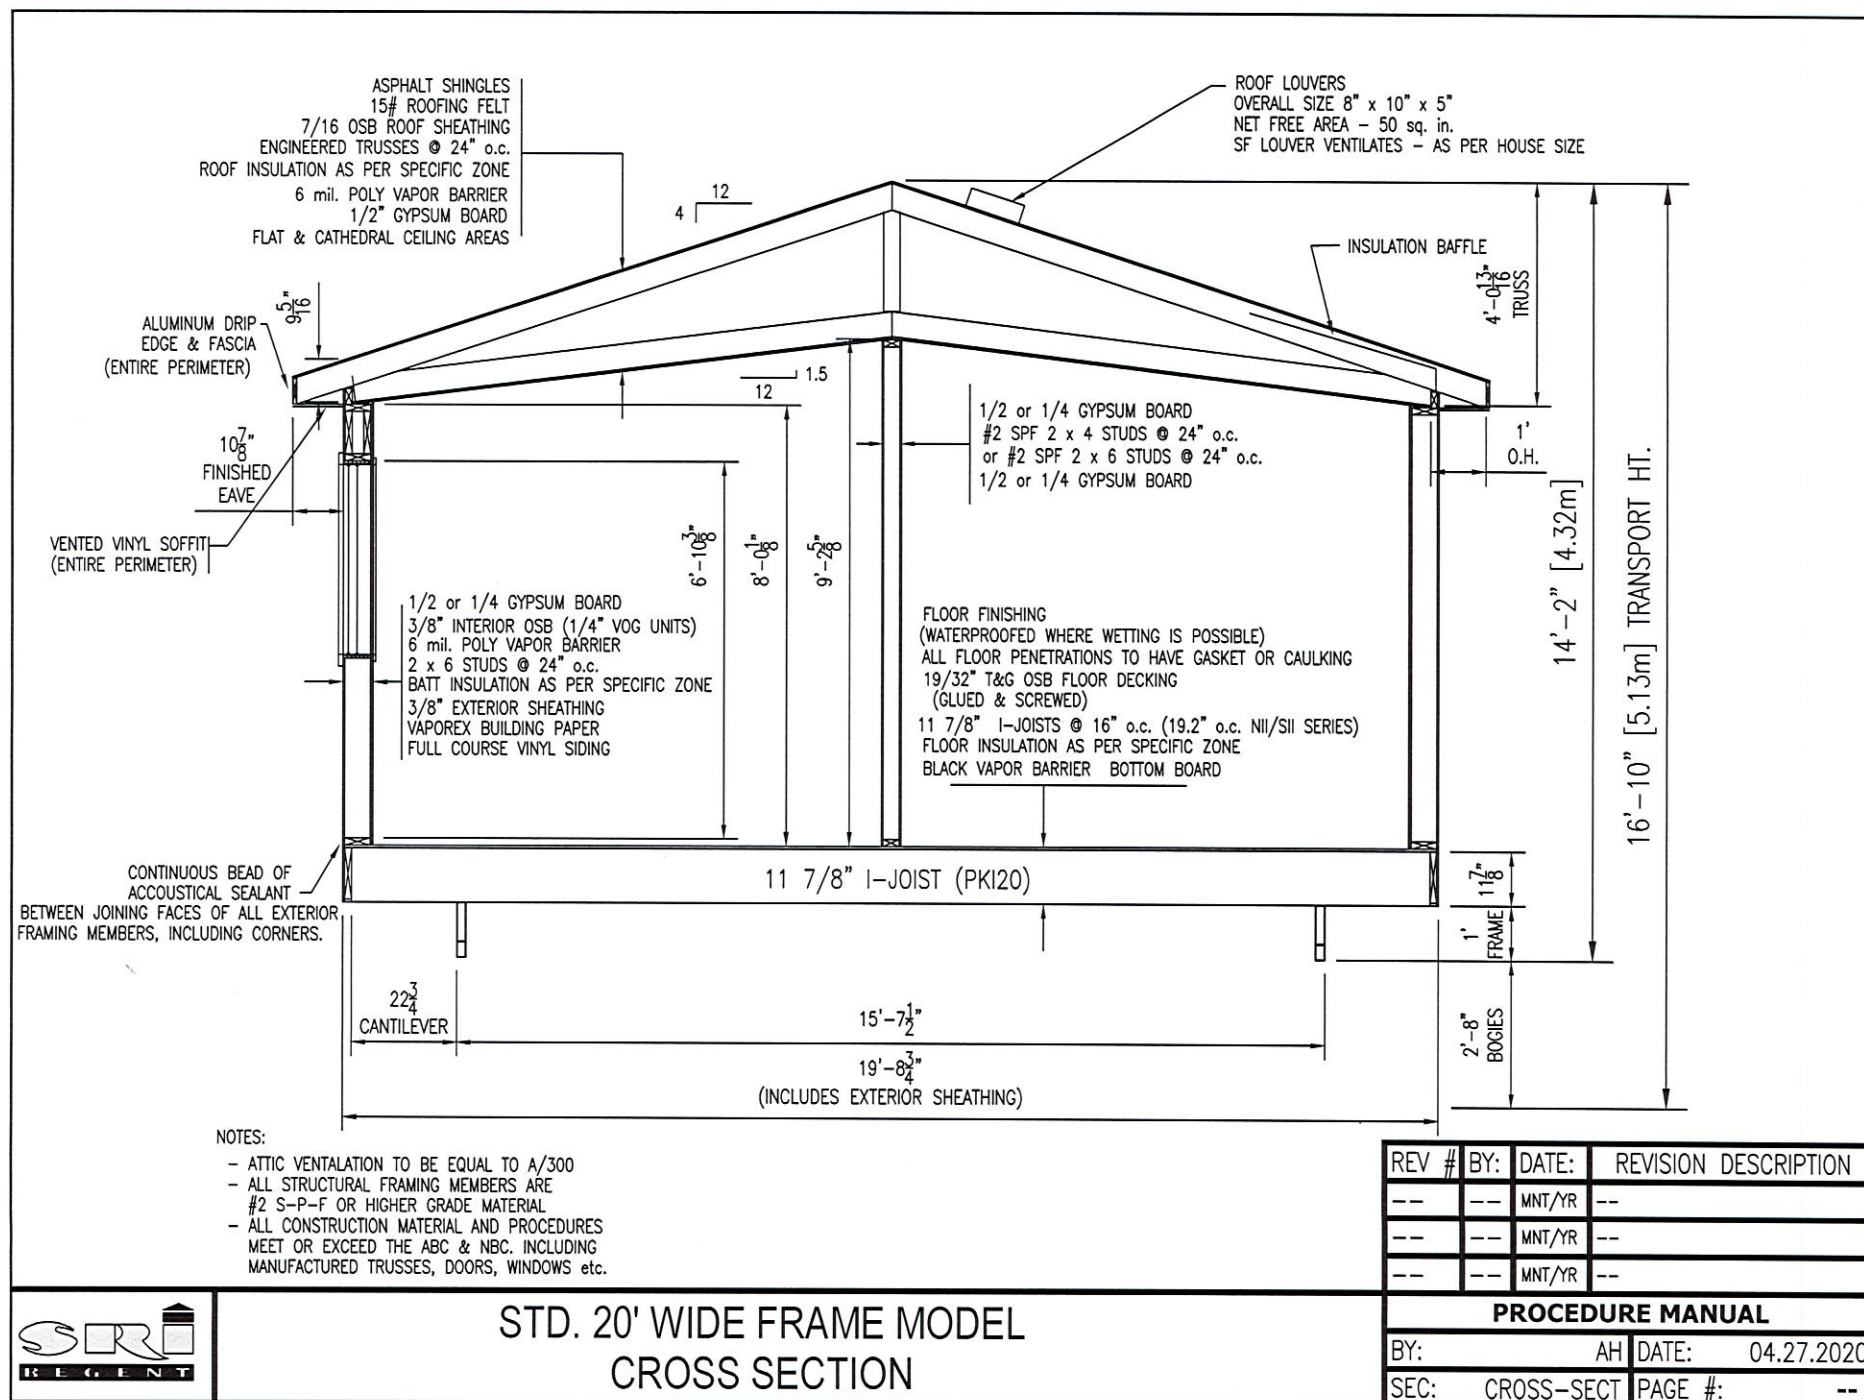 ASPHALT SHINGLES
15# ROOFING FELT
7/16 OSB ROOF SHEATHING
ENGINEERED TRUSSES @ 24" o.c.
ROOF INSULATION AS PER SPECIFIC ZONE
6 mil. POLY VAPOR BARRIER
1/2" GYPSUM BOARD
FLAT & CATHEDRAL CEILING AREAS
ROOF LOUVERS
OVERALL SIZE 8" x 10" x 5"
NET FREE AREA – 50 sq. in.
SF LOUVER VENTILATES – AS PER HOUSE SIZE
12
4
INSULATION BAFFLE
4'-0 13/16"
TRUSS
9 5/16"
ALUMINUM DRIP
EDGE & FASCIA
(ENTIRE PERIMETER)
1.5
12
10 7/8"
FINISHED
EAVE
1/2 or 1/4 GYPSUM BOARD
#2 SPF 2 x 4 STUDS @ 24" o.c.
or #2 SPF 2 x 6 STUDS @ 24" o.c.
1/2 or 1/4 GYPSUM BOARD
1'
O.H.
VENTED VINYL SOFFIT
(ENTIRE PERIMETER)
6'-10 3/8"
8'-0 1/8"
9'-2 5/8"
14'-2" [4.32m]
16'-10" [5.13m] TRANSPORT HT.
1/2 or 1/4 GYPSUM BOARD
3/8" INTERIOR OSB (1/4" VOG UNITS)
6 mil. POLY VAPOR BARRIER
2 x 6 STUDS @ 24" o.c.
BATT INSULATION AS PER SPECIFIC ZONE
3/8" EXTERIOR SHEATHING
VAPOREX BUILDING PAPER
FULL COURSE VINYL SIDING
FLOOR FINISHING
(WATERPROOFED WHERE WETTING IS POSSIBLE)
ALL FLOOR PENETRATIONS TO HAVE GASKET OR CAULKING
19/32" T&G OSB FLOOR DECKING
(GLUED & SCREWED)
11 7/8" I-JOISTS @ 16" o.c. (19.2" o.c. NII/SII SERIES)
FLOOR INSULATION AS PER SPECIFIC ZONE
BLACK VAPOR BARRIER BOTTOM BOARD
CONTINUOUS BEAD OF
ACCOUSTICAL SEALANT
BETWEEN JOINING FACES OF ALL EXTERIOR
FRAMING MEMBERS, INCLUDING CORNERS.
11 7/8" I-JOIST (PKI20)
11 7/8"
1'
FRAME
2'-8"
BOGIES
22 3/4
CANTILEVER
15'-7 1/2"
19'-8 3/4"
(INCLUDES EXTERIOR SHEATHING)
NOTES:
– ATTIC VENTALATION TO BE EQUAL TO A/300
– ALL STRUCTURAL FRAMING MEMBERS ARE
#2 S-P-F OR HIGHER GRADE MATERIAL
– ALL CONSTRUCTION MATERIAL AND PROCEDURES
MEET OR EXCEED THE ABC & NBC. INCLUDING
MANUFACTURED TRUSSES, DOORS, WINDOWS etc.
REV # BY: DATE: REVISION DESCRIPTION
-- -- MNT/YR --
-- -- MNT/YR --
-- -- MNT/YR --
SRi
REGENT
STD. 20' WIDE FRAME MODEL
CROSS SECTION
PROCEDURE MANUAL
BY: AH DATE: 04.27.2020
SEC: CROSS-SECT PAGE #: --